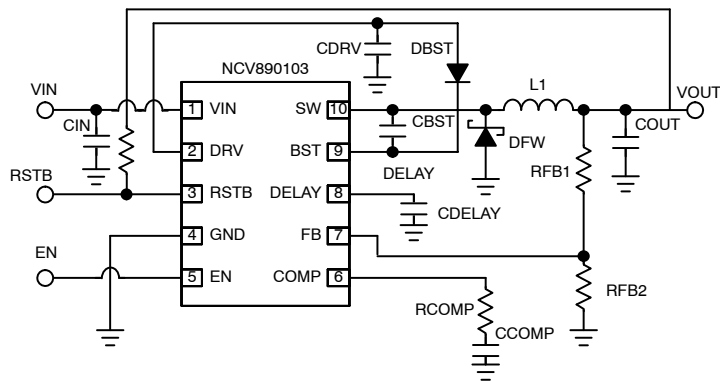 CDRV
DBST
NCV890103
VIN
L1
VOUT
1
VIN
SW
10
CIN
CBST
DFW
COUT
2
DRV
BST
9
DELAY
RFB1
RSTB
3
RSTB
DELAY
8
CDELAY
4
GND
FB
7
EN
5
EN
COMP
6
RFB2
RCOMP
CCOMP